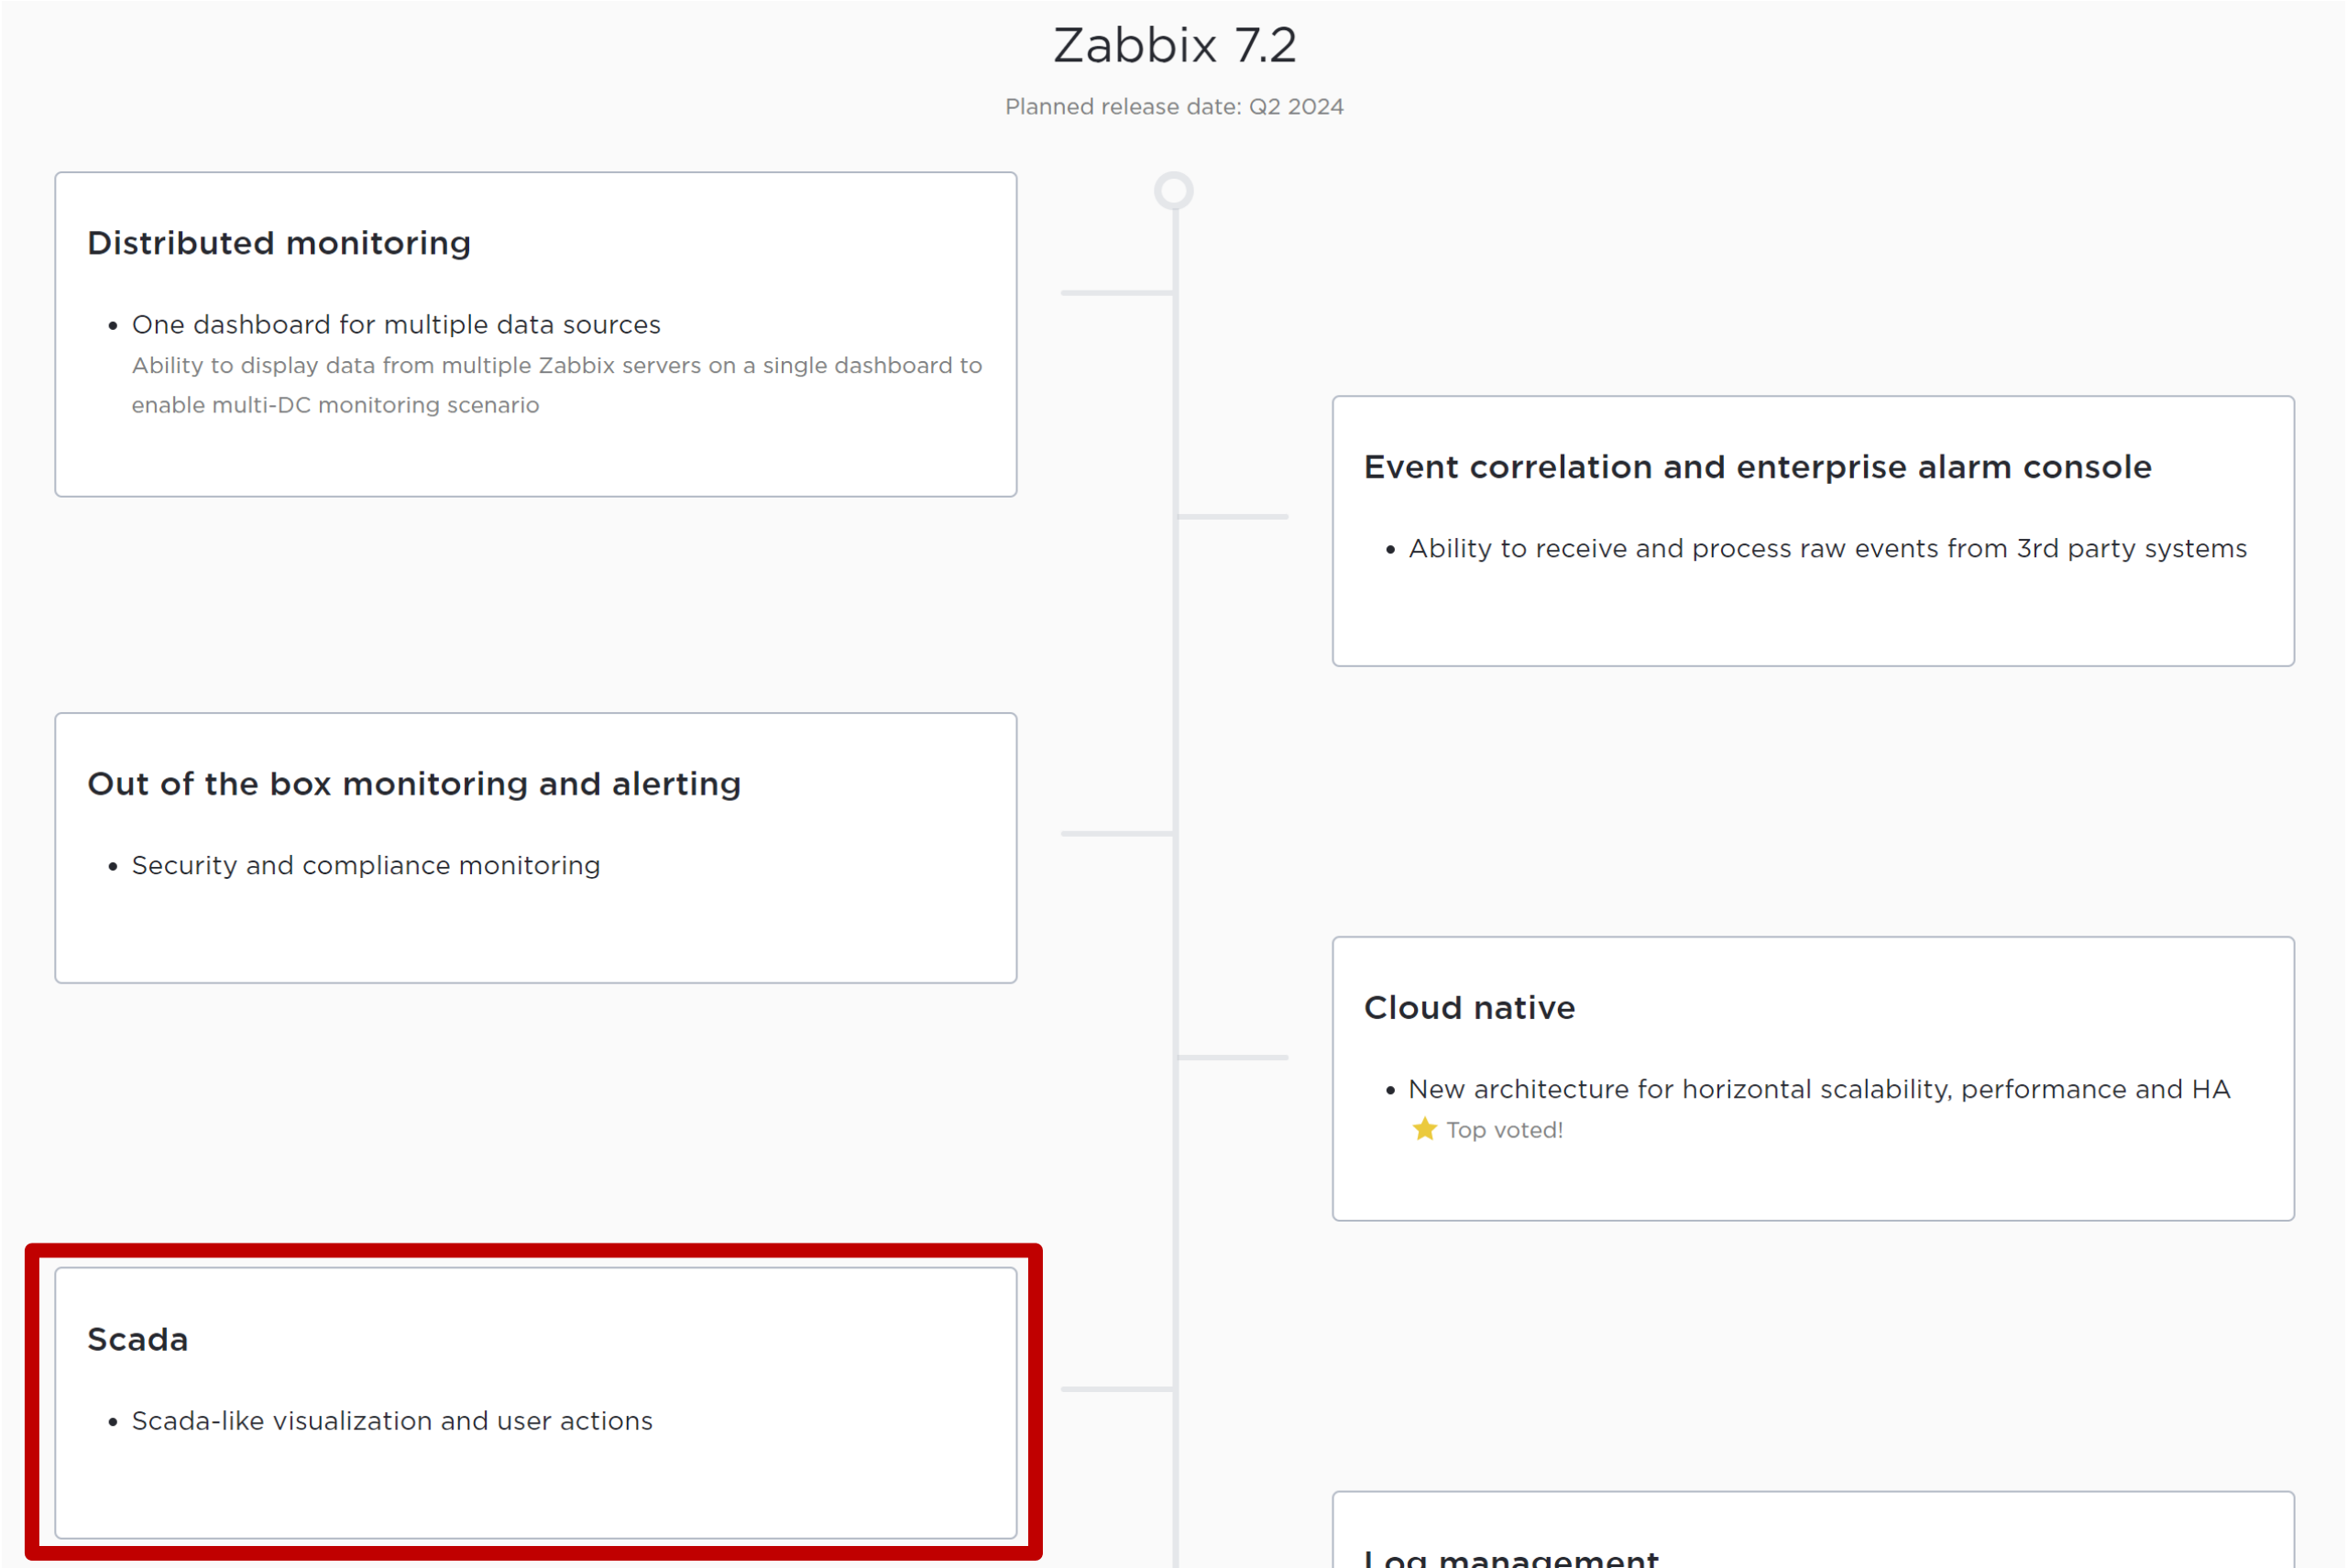 Zabbix 7.2
Planned release date: Q2 2024
Distributed monitoring
One dashboard for multiple data sources
Ability to display data from multiple Zabbix servers on a single dashboard to
enable multi-DC monitoring scenario
Event correlation and enterprise alarm console
Ability to receive and process raw events from 3rd party systems
Out of the box monitoring and alerting
Security and compliance monitoring
Cloud native
New architecture for horizontal scalability, performance and HA
Top voted!
Scada
Scada-like visualization and user actions
Log management